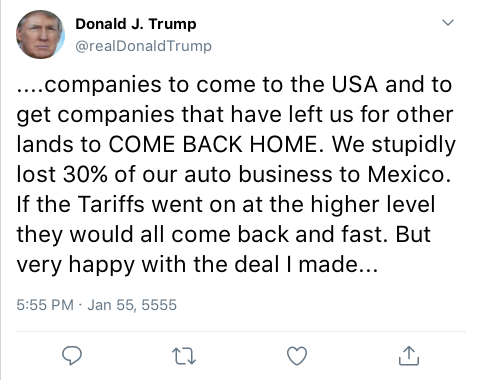 Donald J. Trump
@realDonaldTrump
....companies to come to the USA and to
get companies that have left us for other
lands to COME BACK HOME. We stupidly
lost 30% of our auto business to Mexico.
If the Tariffs went on at the higher level
they would all come back and fast. But
very happy with the deal I made...
5:55 PM · Jan 55, 5555